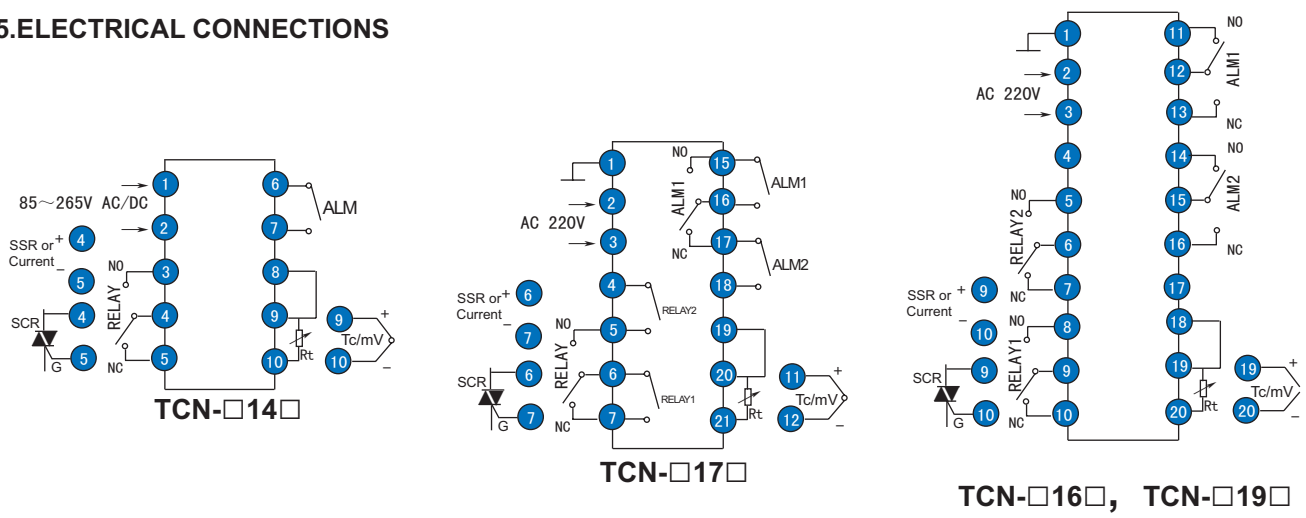 5.ELECTRICAL CONNECTIONS
1
2
3
4
5
6
7
8
9
10
85～265V AC/DC
SSR or
Current
+
−
4
5
SCR
G
4
5
RELAY
NO
NC
ALM
Rt
9
10
+
Tc/mV
−
TCN-□14□
1
2
3
4
5
6
7
15
16
17
18
19
20
21
AC 220V
SSR or
Current
+
−
6
7
SCR
G
6
7
RELAY
NO
NC
RELAY2
RELAY1
NO
ALM1
NC
ALM1
ALM2
Rt
11
12
+
Tc/mV
−
TCN-□17□
1
2
3
4
5
6
7
8
9
10
11
12
13
14
15
16
17
18
19
20
AC 220V
NO
RELAY2
NC
NO
RELAY1
NC
SSR or
Current
+
−
9
10
SCR
G
9
10
NO
ALM1
NC
NO
ALM2
NC
Rt
19
20
+
Tc/mV
−
TCN-□16□, TCN-□19□